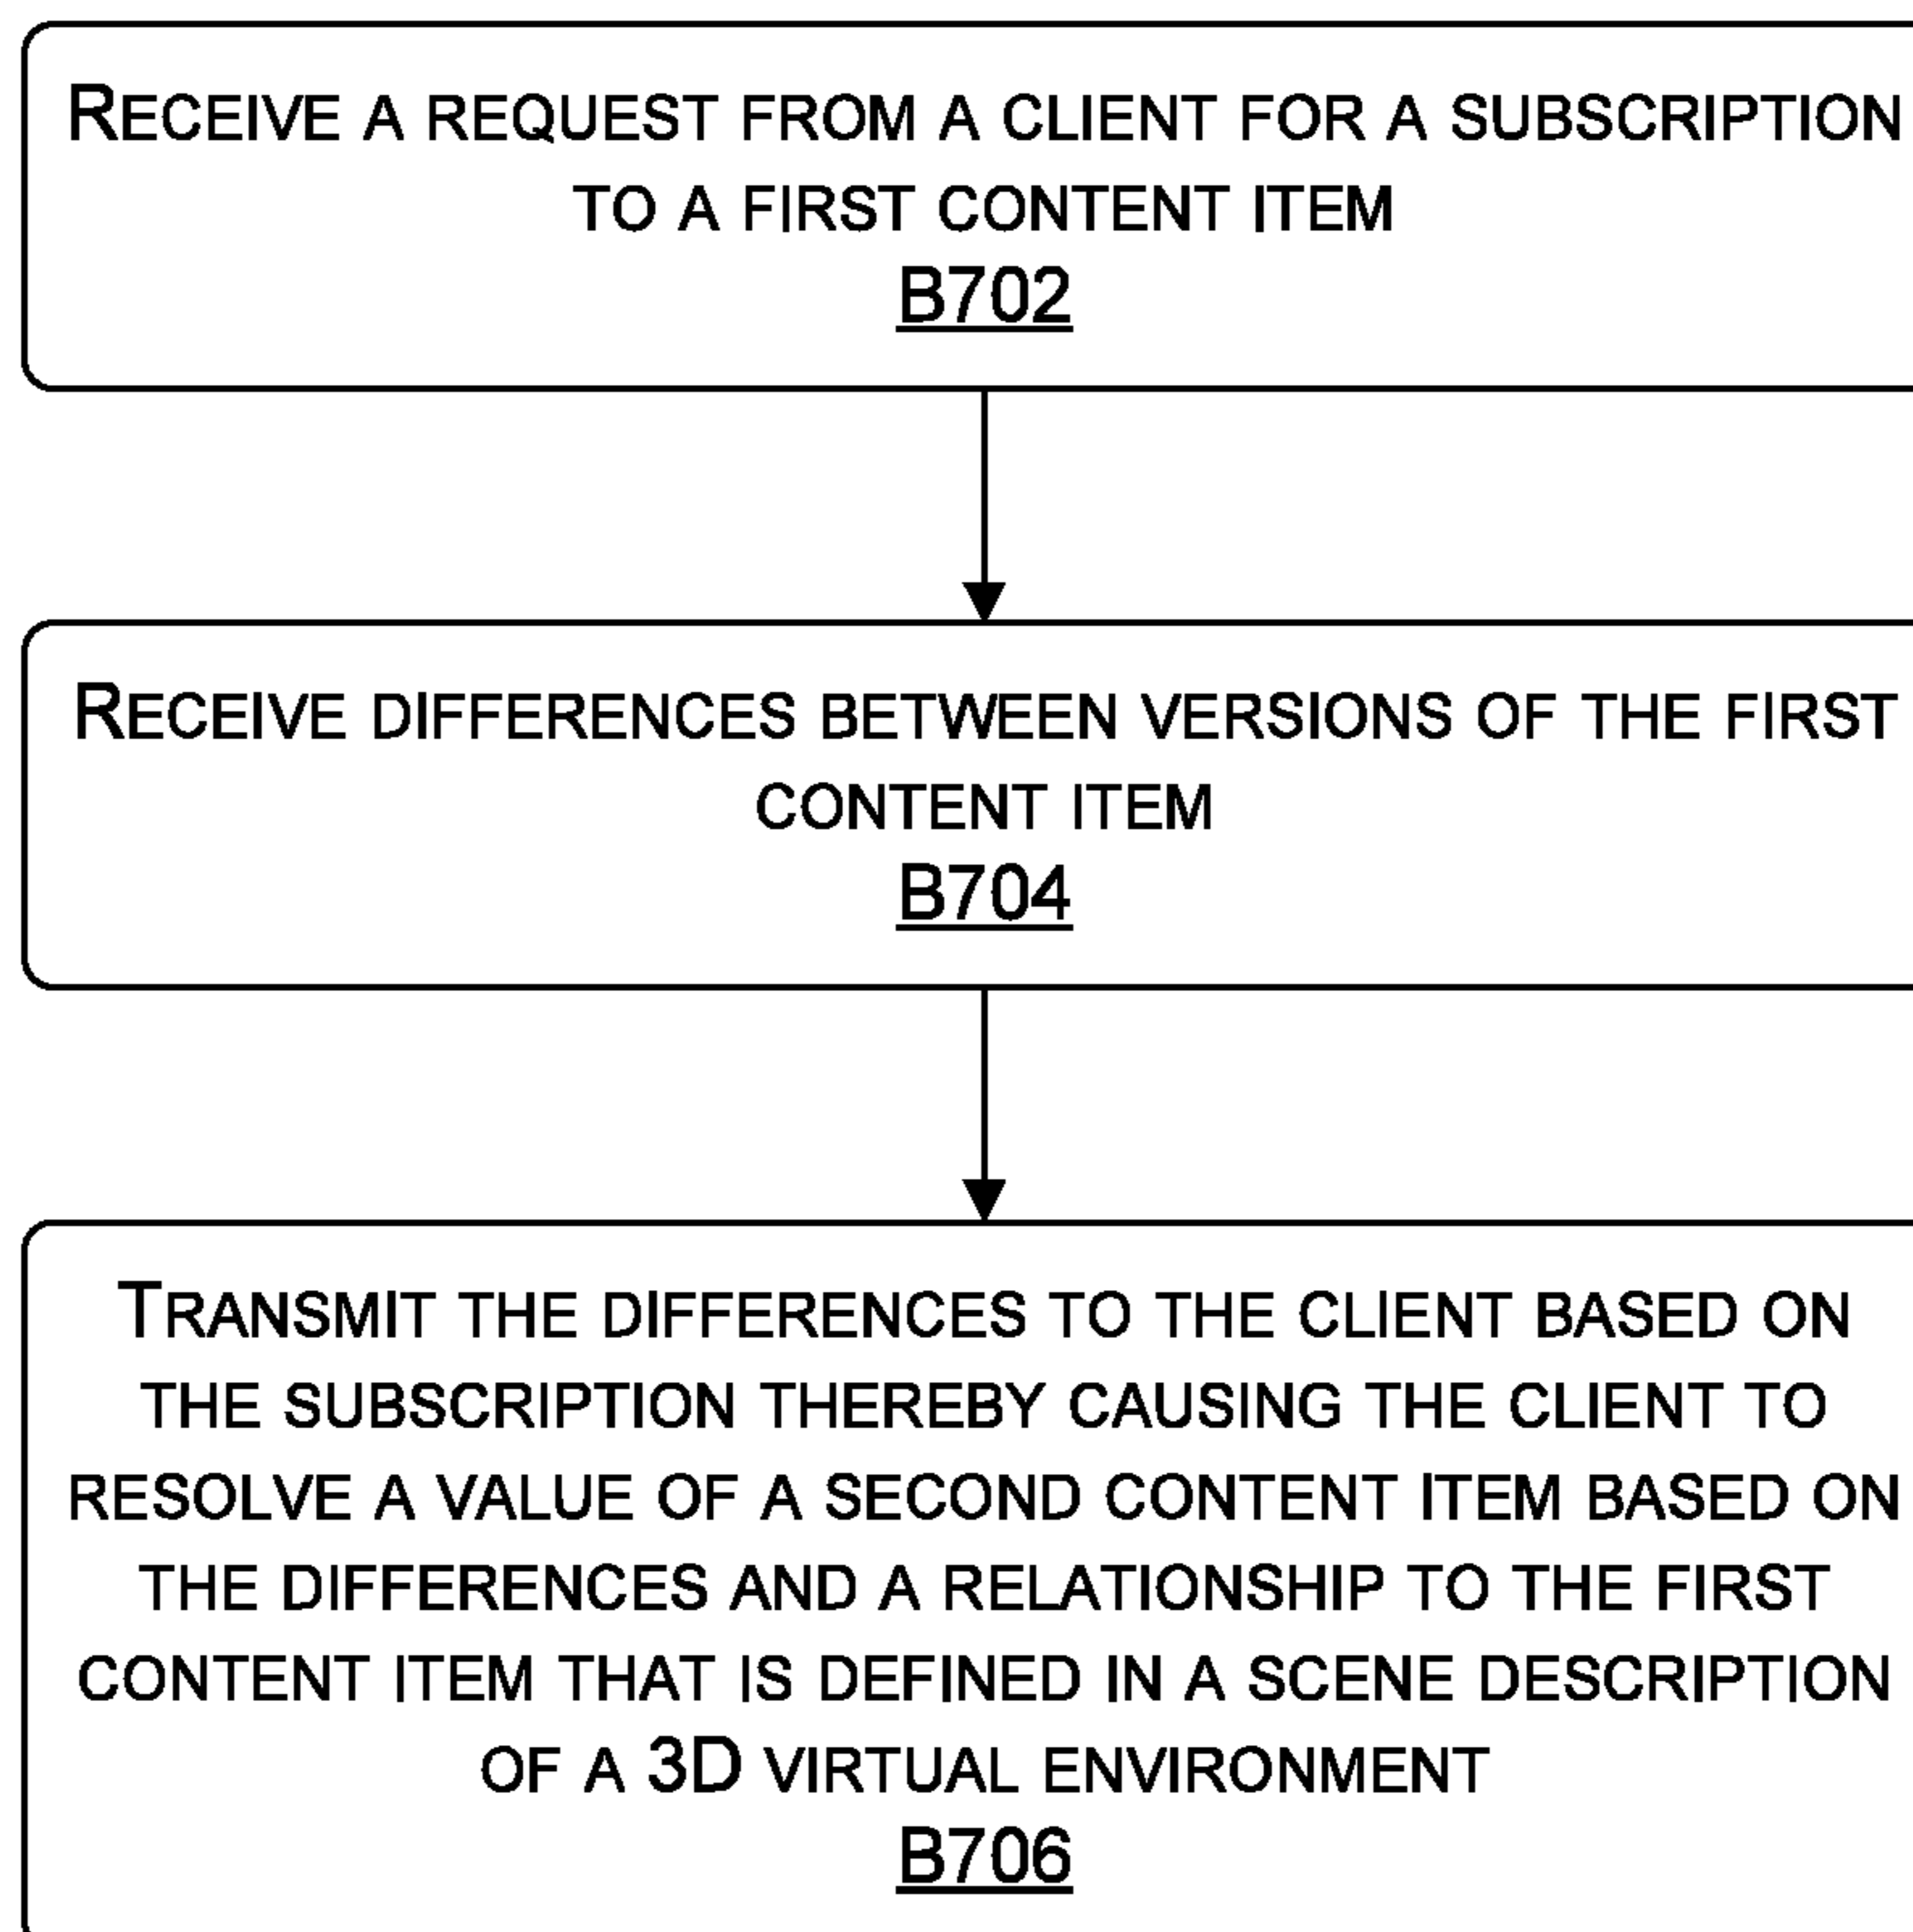 RECEIVE A REQUEST FROM A CLIENT FOR A SUBSCRIPTION
TO A FIRST CONTENT ITEM
B702
RECEIVE DIFFERENCES BETWEEN VERSIONS OF THE FIRST
CONTENT ITEM
B704
TRANSMIT THE DIFFERENCES TO THE CLIENT BASED ON
THE SUBSCRIPTION THEREBY CAUSING THE CLIENT TO
RESOLVE A VALUE OF A SECOND CONTENT ITEM BASED ON
THE DIFFERENCES AND A RELATIONSHIP TO THE FIRST
CONTENT ITEM THAT IS DEFINED IN A SCENE DESCRIPTION
OF A 3D VIRTUAL ENVIRONMENT
B706